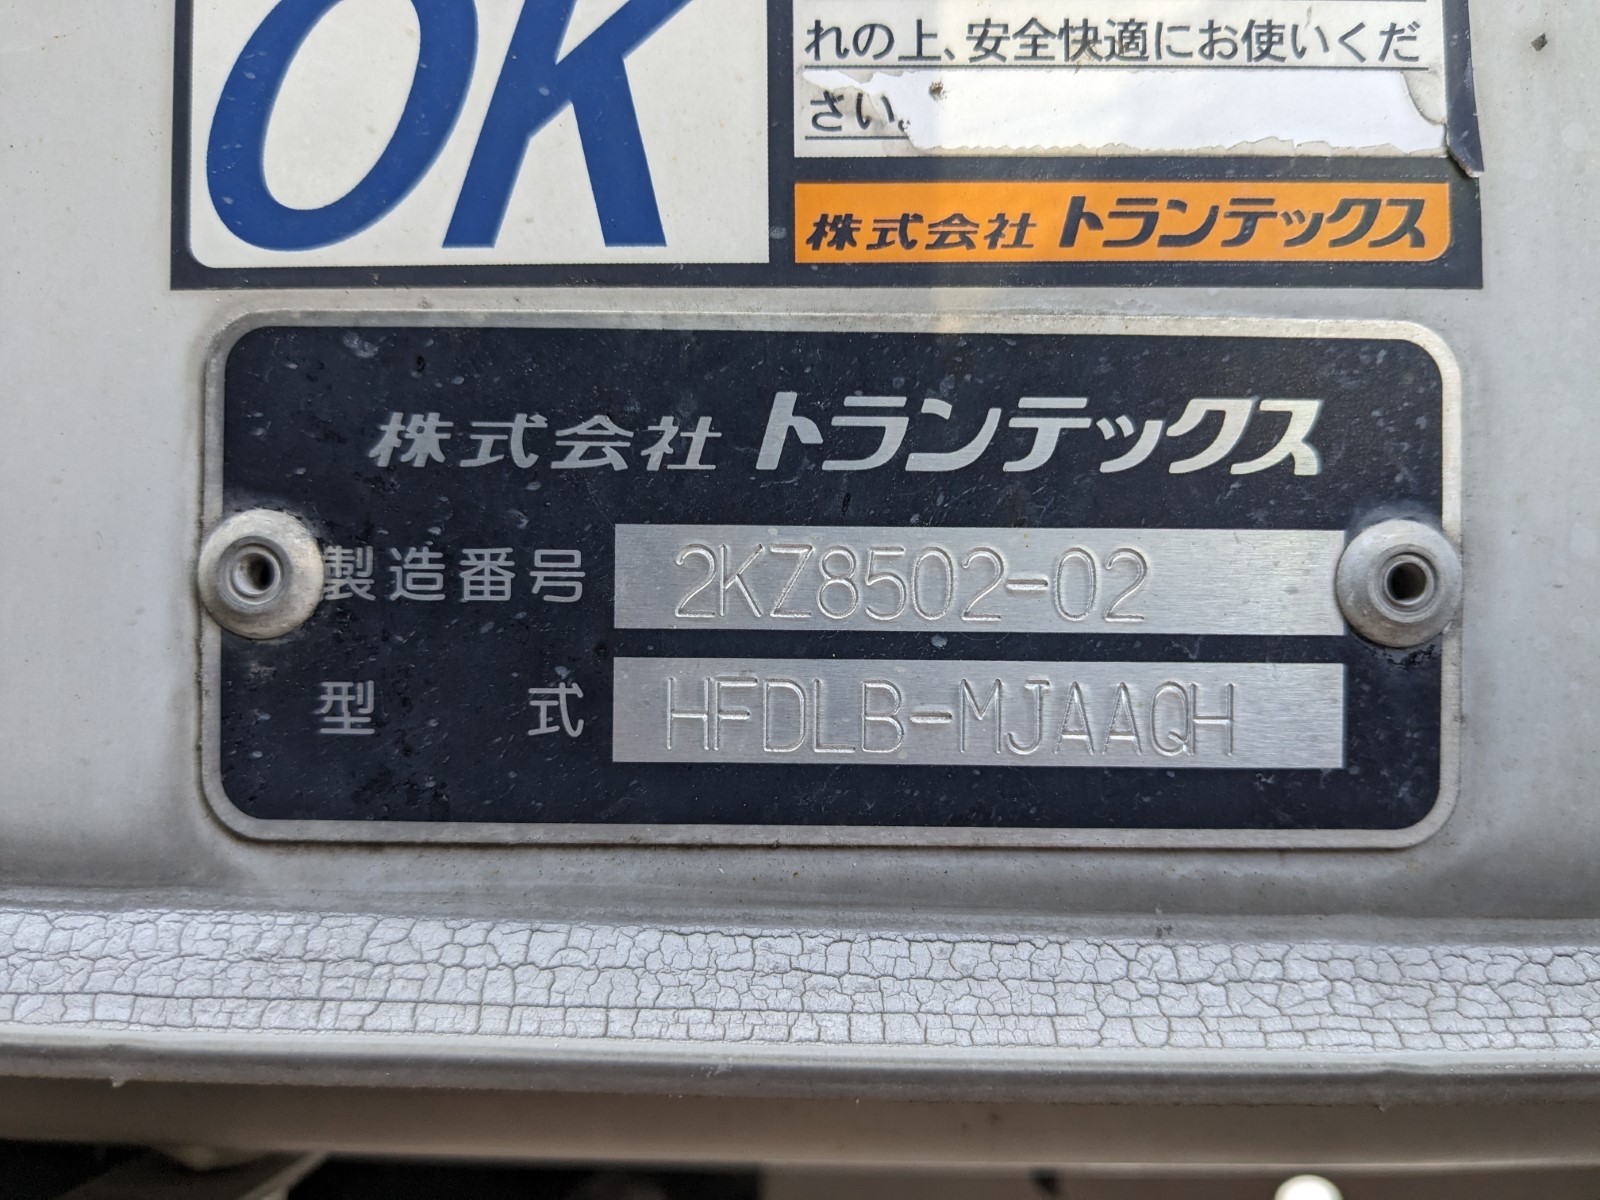 OK
れの上、安全快適にお使いくだ
さい。
株式会社 トランテックス
株式会社 トランテックス
製造番号 2KZ8502-02
型式 HFDLB-MJAAQH